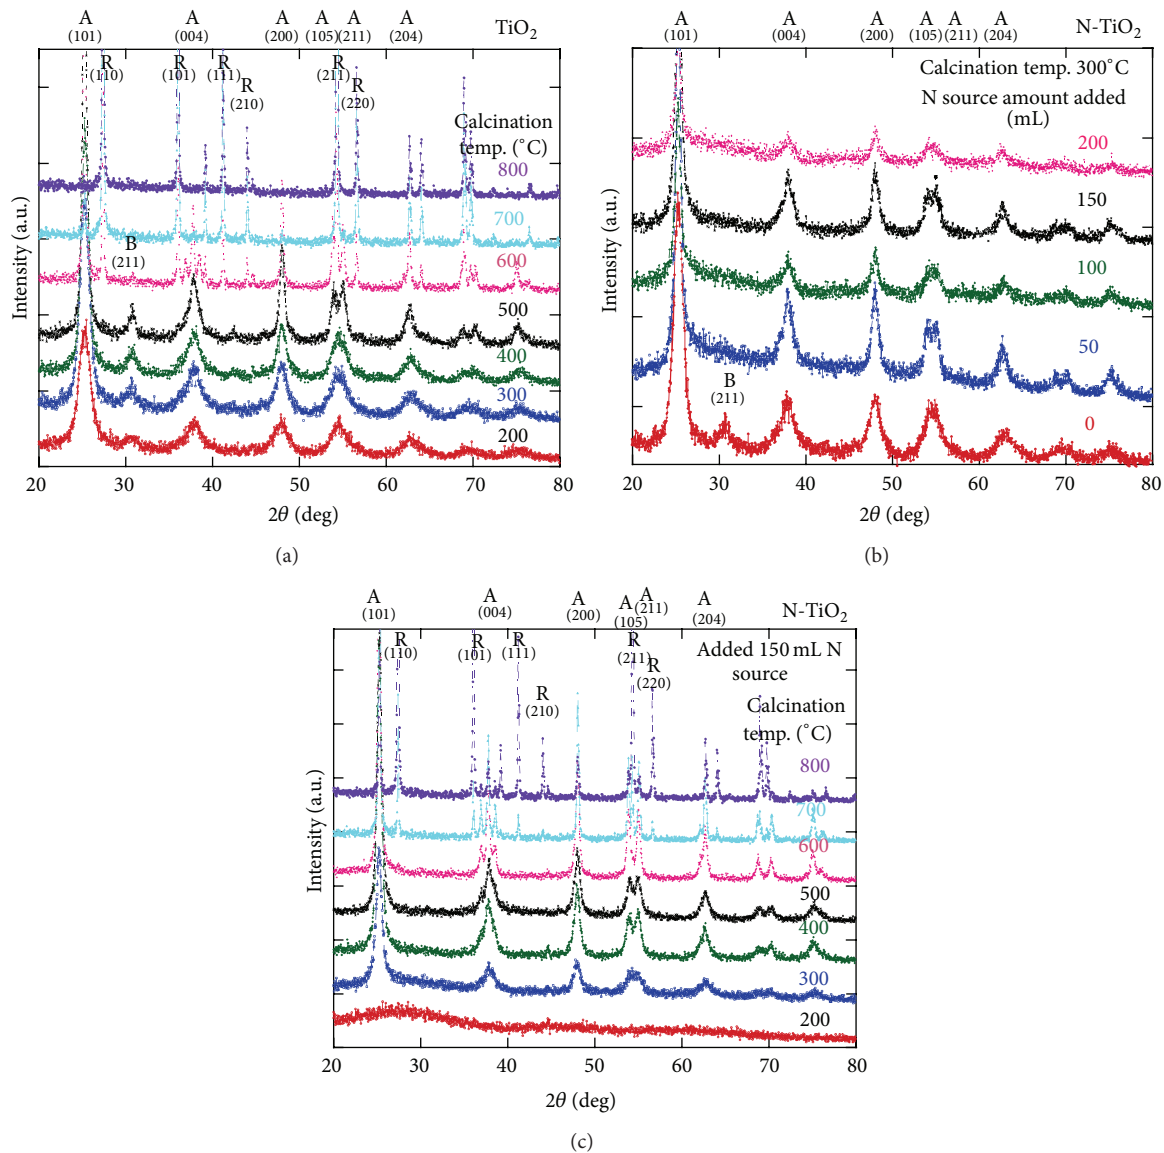 A A A A A A TiO2
(101) (004) (200) (105) (211) (204)
R R R R
(110) (101) (111) (211)
R R
(210) (220)
Calcination
temp. (°C)
800
700
B
(211)
600
500
400
300
200
Intensity (a.u.)
20 30 40 50 60 70 80
2θ (deg)
(a)
A A A A A A N-TiO2
(101) (004) (200) (105) (211) (204)
Calcination temp. 300°C
N source amount added
(mL)
200
150
100
50
B
(211)
0
Intensity (a.u.)
20 30 40 50 60 70 80
2θ (deg)
(b)
A A A A A(211) A N-TiO2
(101) (004) (200) (105) (204)
R R R R
(110) (101) (111) (211)
R R
(210) (220)
Added 150 mL N
source
Calcination
temp. (°C)
800
700
600
500
400
300
200
Intensity (a.u.)
20 30 40 50 60 70 80
2θ (deg)
(c)